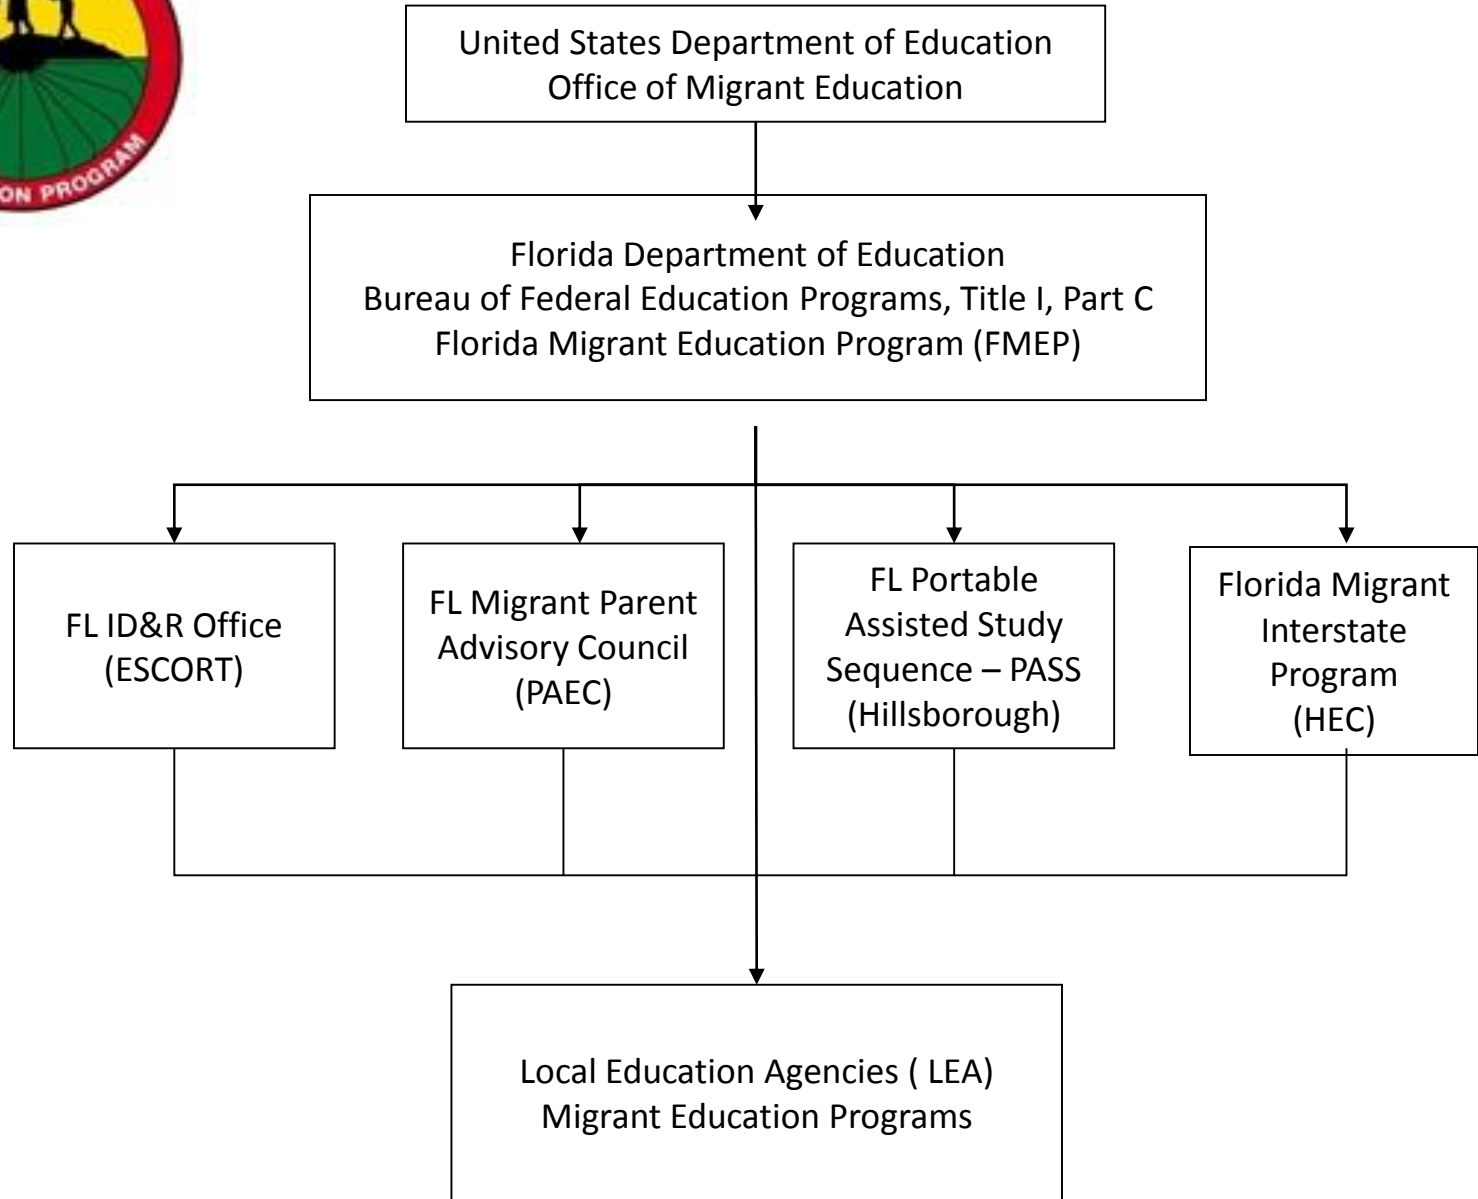 ON PROGRAM
United States Department of Education
Office of Migrant Education
Florida Department of Education
Bureau of Federal Education Programs, Title I, Part C
Florida Migrant Education Program (FMEP)
FL ID&R Office
(ESCORT)
FL Migrant Parent
Advisory Council
(PAEC)
FL Portable
Assisted Study
Sequence – PASS
(Hillsborough)
Florida Migrant
Interstate
Program
(HEC)
Local Education Agencies ( LEA)
Migrant Education Programs